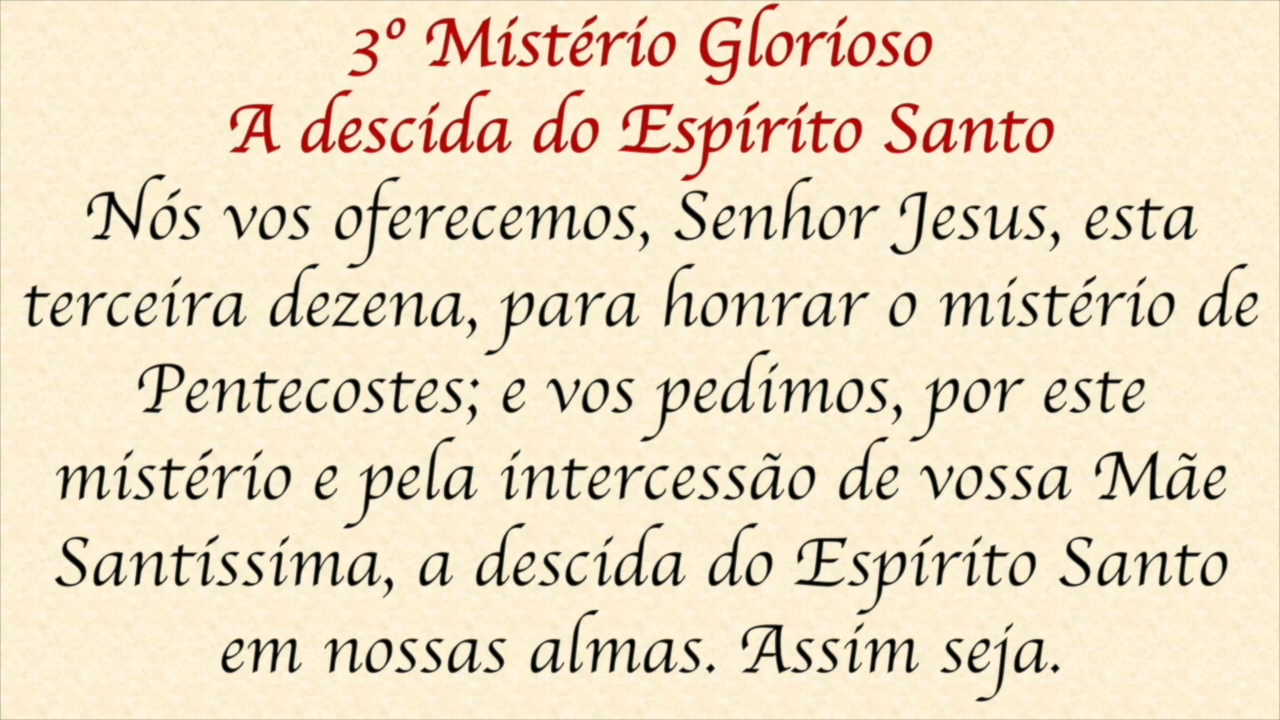 3º Mistério Glorioso
A descida do Espírito Santo
Nós vos oferecemos, Senhor Jesus, esta
terceira dezena, para honrar o mistério de
Pentecostes; e vos pedimos, por este
mistério e pela intercessão de vossa Mãe
Santíssima, a descida do Espírito Santo
em nossas almas. Assim seja.